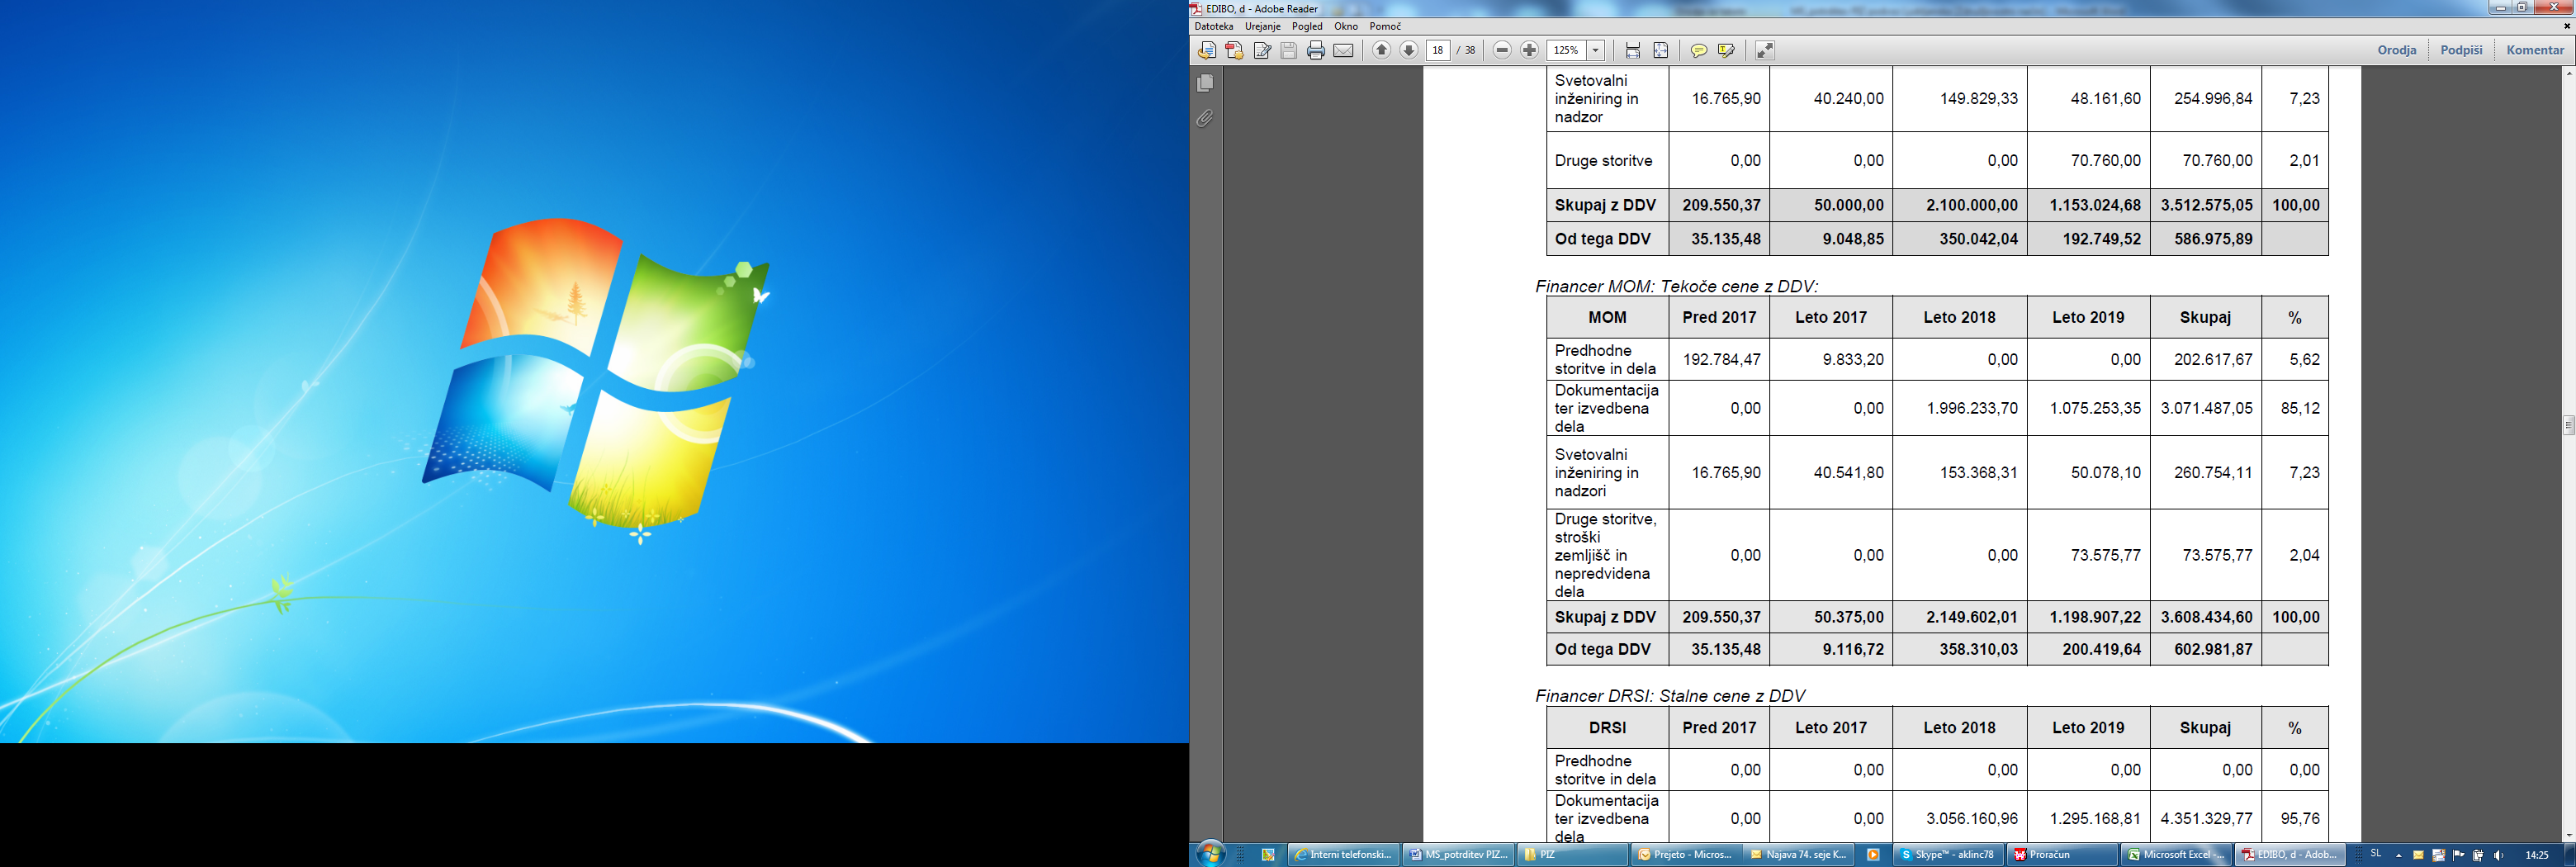 EDIBO, d - Adobe Reader
Datoteka Urejanje Pogled Okno Pomoč
18 / 38 125% Orodja Podpiši Komentar
Svetovalni
inženiring in
nadzor
16.765,90 40.240,00 149.829,33 48.161,60 254.996,84 7,23
Druge storitve 0,00 0,00 0,00 70.760,00 70.760,00 2,01
Skupaj z DDV 209.550,37 50.000,00 2.100.000,00 1.153.024,68 3.512.575,05 100,00
Od tega DDV 35.135,48 9.048,85 350.042,04 192.749,52 586.975,89
Financer MOM: Tekoče cene z DDV:
MOM Pred 2017 Leto 2017 Leto 2018 Leto 2019 Skupaj %
Predhodne
storitve in dela
192.784,47 9.833,20 0,00 0,00 202.617,67 5,62
Dokumentacija
ter izvedbena
dela
0,00 0,00 1.996.233,70 1.075.253,35 3.071.487,05 85,12
Svetovalni
inženiring in
nadzori
16.765,90 40.541,80 153.368,31 50.078,10 260.754,11 7,23
Druge storitve,
stroški
zemljišč in
nepredvidena
dela
0,00 0,00 0,00 73.575,77 73.575,77 2,04
Skupaj z DDV 209.550,37 50.375,00 2.149.602,01 1.198.907,22 3.608.434,60 100,00
Od tega DDV 35.135,48 9.116,72 358.310,03 200.419,64 602.981,87
Financer DRSI: Stalne cene z DDV
DRSI Pred 2017 Leto 2017 Leto 2018 Leto 2019 Skupaj %
Predhodne
storitve in dela
0,00 0,00 0,00 0,00 0,00 0,00
Dokumentacija
ter izvedbena
dela
0,00 0,00 3.056.160,96 1.295.168,81 4.351.329,77 95,76
Interni telefonski... MS_potrditev PIZ... PIZ Prejeto - Micros... Najava 74. seje K... Skype™ - aklinc78 Proračun Microsoft Excel -... EDIBO, d - Adob... SL 14:25